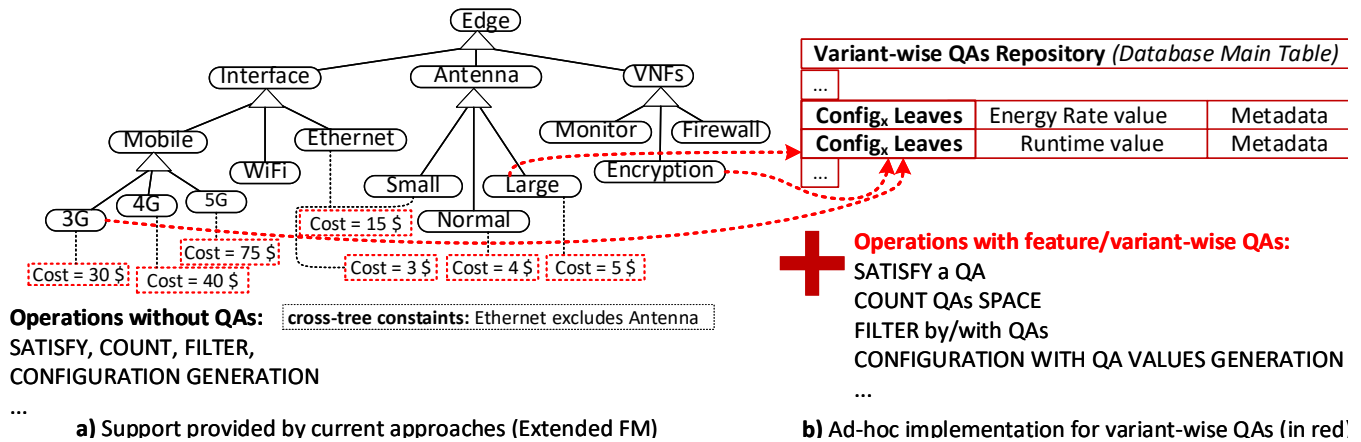 Edge
Interface
Antenna
VNFs
Mobile
Ethernet
Monitor
Firewall
WiFi
Small
Large
Encryption
3G
4G
5G
Normal
Cost = 15 $
Cost = 75 $
Cost = 30 $
Cost = 40 $
Cost = 3 $
Cost = 4 $
Cost = 5 $
Operations without QAs:
cross-tree constaints: Ethernet excludes Antenna
SATISFY, COUNT, FILTER,
CONFIGURATION GENERATION
...
a) Support provided by current approaches (Extended FM)
Variant-wise QAs Repository (Database Main Table)
...
Configx Leaves Energy Rate value Metadata
Configx Leaves Runtime value Metadata
...
Operations with feature/variant-wise QAs:
SATISFY a QA
COUNT QAs SPACE
FILTER by/with QAs
CONFIGURATION WITH QA VALUES GENERATION
...
b) Ad-hoc implementation for variant-wise QAs (in red)